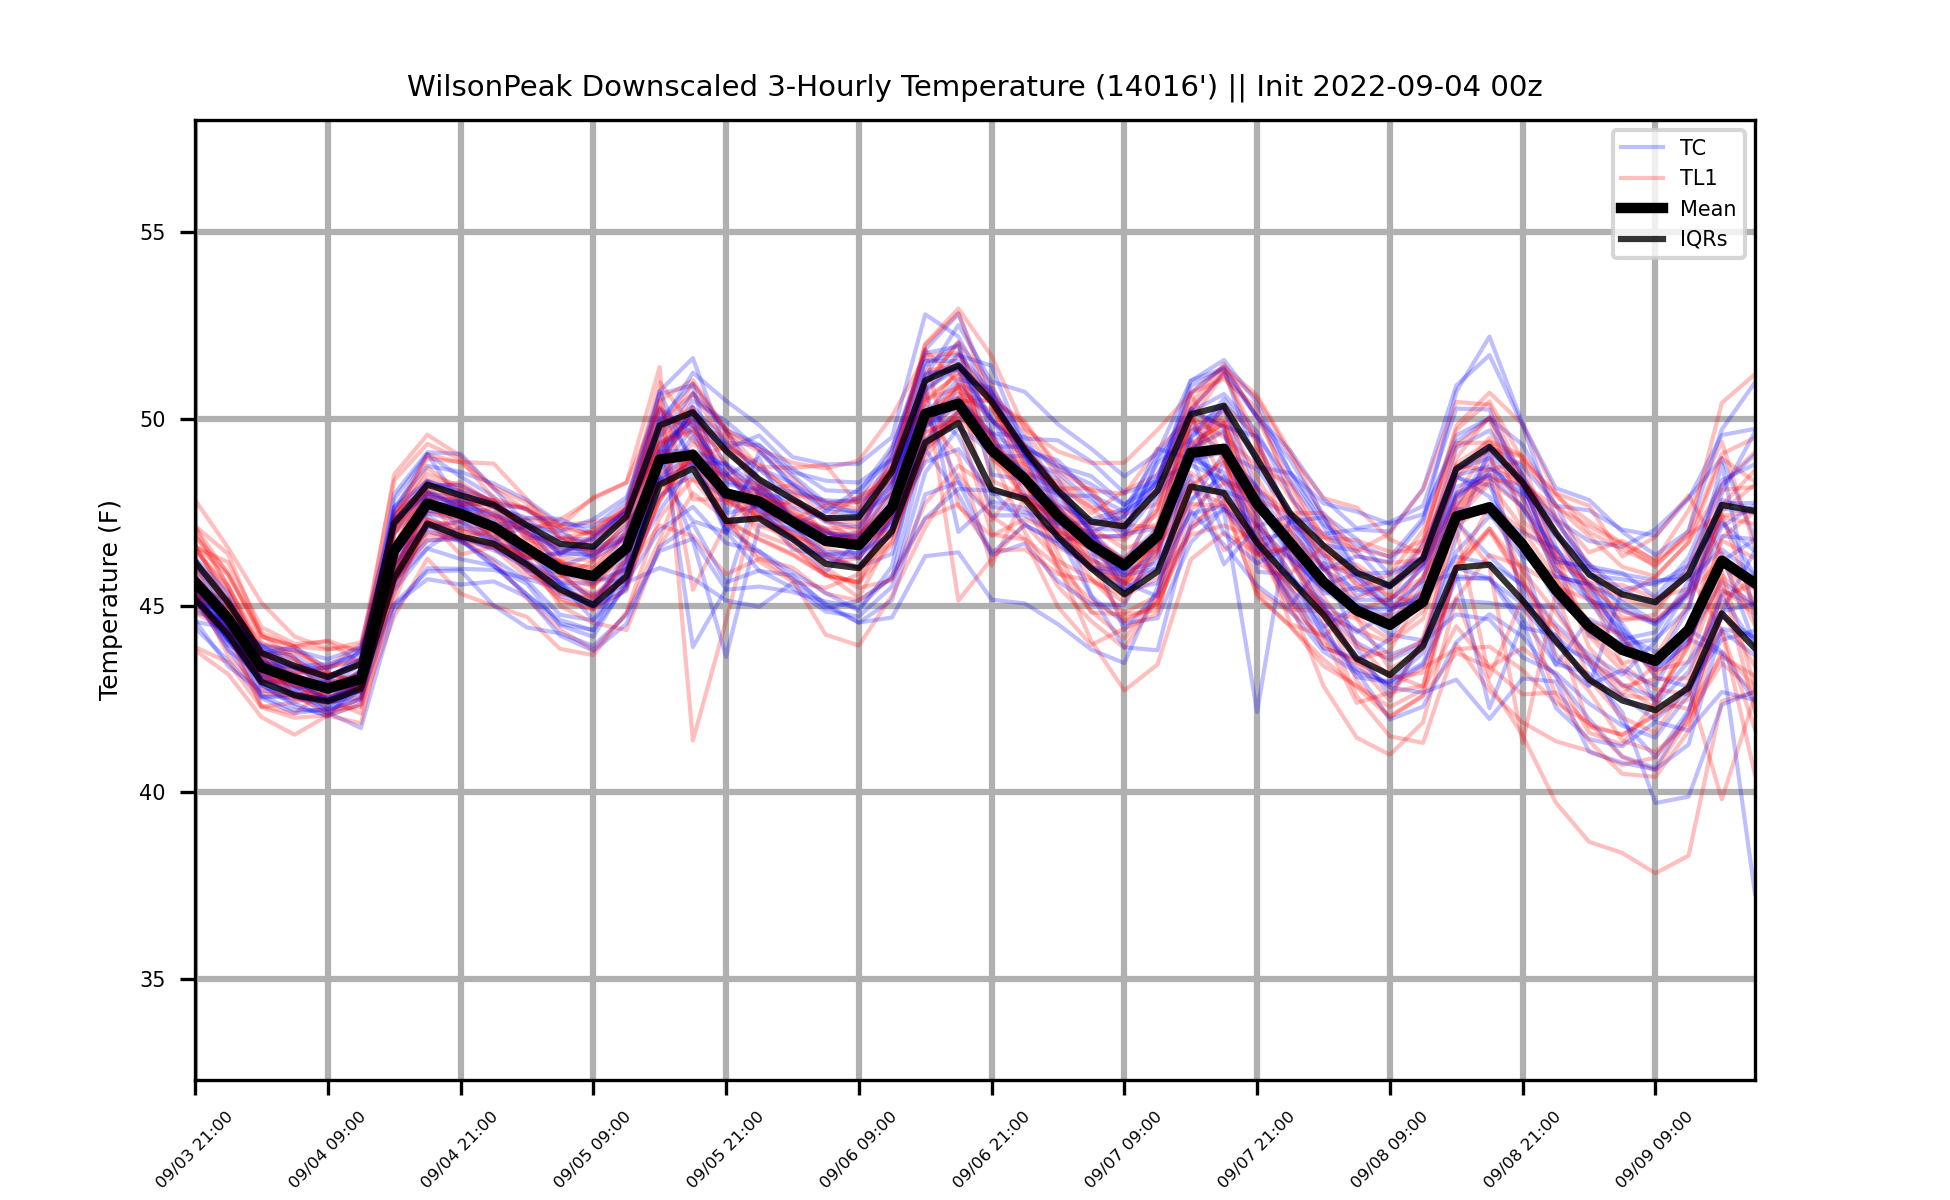 WilsonPeak Downscaled 3-Hourly Temperature (14016') || Init 2022-09-04 00z
TC
TL1
Mean
IQRs
Temperature (F)
55
50
45
40
35
09/03 21:00
09/04 09:00
09/04 21:00
09/05 09:00
09/05 21:00
09/06 09:00
09/06 21:00
09/07 09:00
09/07 21:00
09/08 09:00
09/08 21:00
09/09 09:00